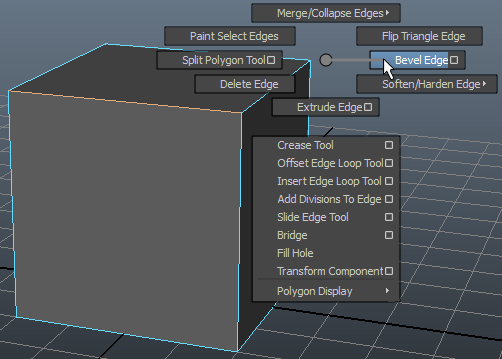 Merge/Collapse Edges
Paint Select Edges
Flip Triangle Edge
Split Polygon Tool
Bevel Edge
Delete Edge
Soften/Harden Edge
Extrude Edge
Crease Tool
Offset Edge Loop Tool
Insert Edge Loop Tool
Add Divisions To Edge
Slide Edge Tool
Bridge
Fill Hole
Transform Component
Polygon Display